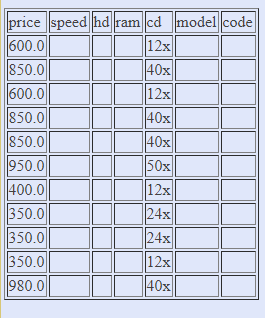 price speed hd ram cd model code
600.0 12x
850.0 40x
600.0 12x
850.0 40x
850.0 40x
950.0 50x
400.0 12x
350.0 24x
350.0 24x
350.0 12x
980.0 40x